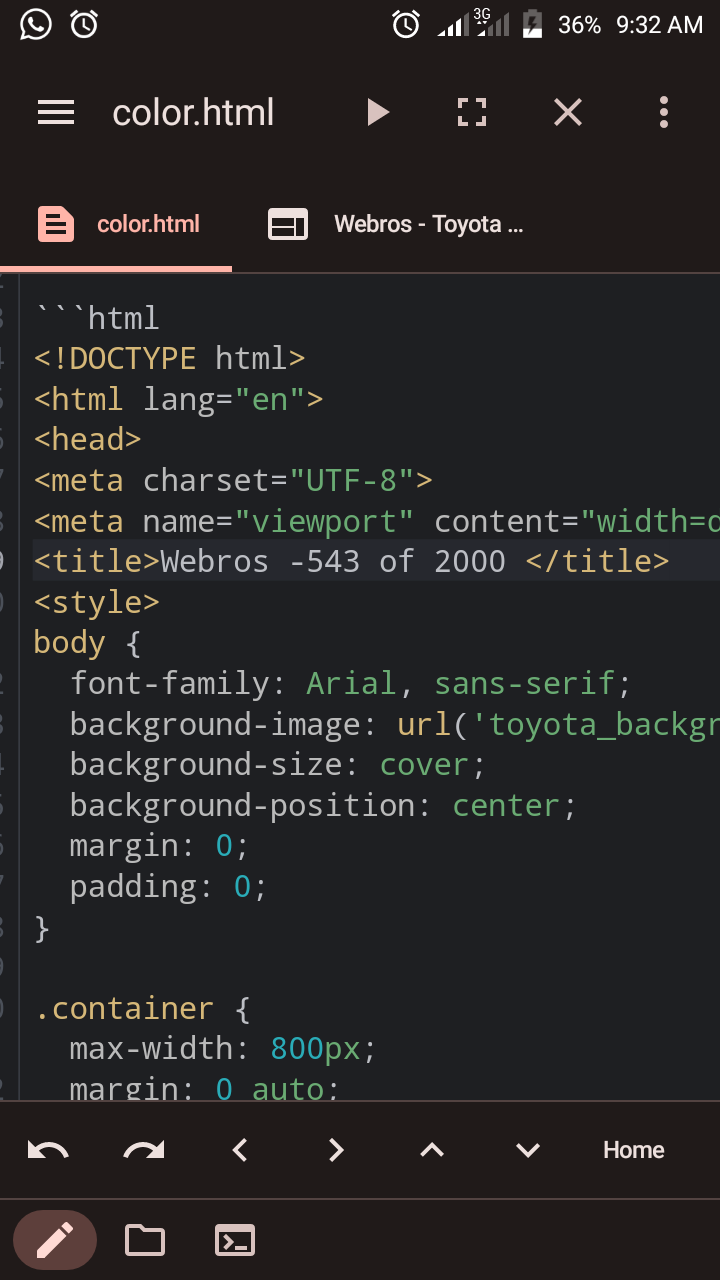 3G 36% 9:32 AM
color.html
color.html Webros - Toyota ...
```html
<!DOCTYPE html>
<html lang="en">
<head>
<meta charset="UTF-8">
<meta name="viewport" content="width=d
<title>Webros -543 of 2000 </title>
<style>
body {
  font-family: Arial, sans-serif;
  background-image: url('toyota_backgr
  background-size: cover;
  background-position: center;
  margin: 0;
  padding: 0;
}
.container {
  max-width: 800px;
  margin: 0 auto;
Home